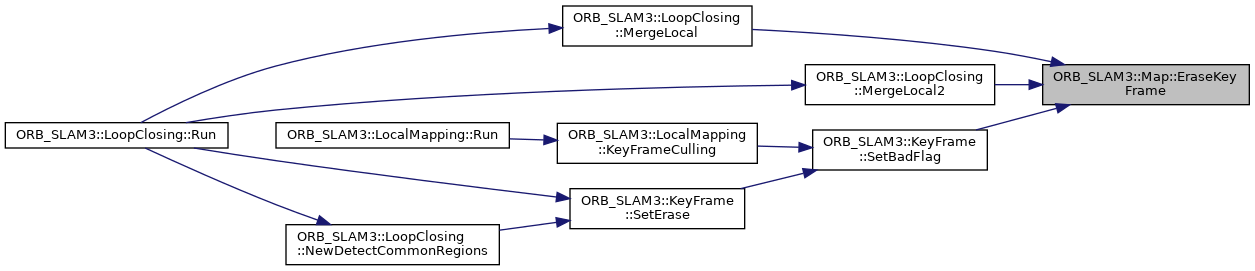 ORB_SLAM3::LoopClosing
::MergeLocal
ORB_SLAM3::Map::EraseKey
Frame
ORB_SLAM3::LoopClosing
::MergeLocal2
ORB_SLAM3::LoopClosing::Run
ORB_SLAM3::LocalMapping::Run
ORB_SLAM3::LocalMapping
::KeyFrameCulling
ORB_SLAM3::KeyFrame
::SetBadFlag
ORB_SLAM3::KeyFrame
::SetErase
ORB_SLAM3::LoopClosing
::NewDetectCommonRegions